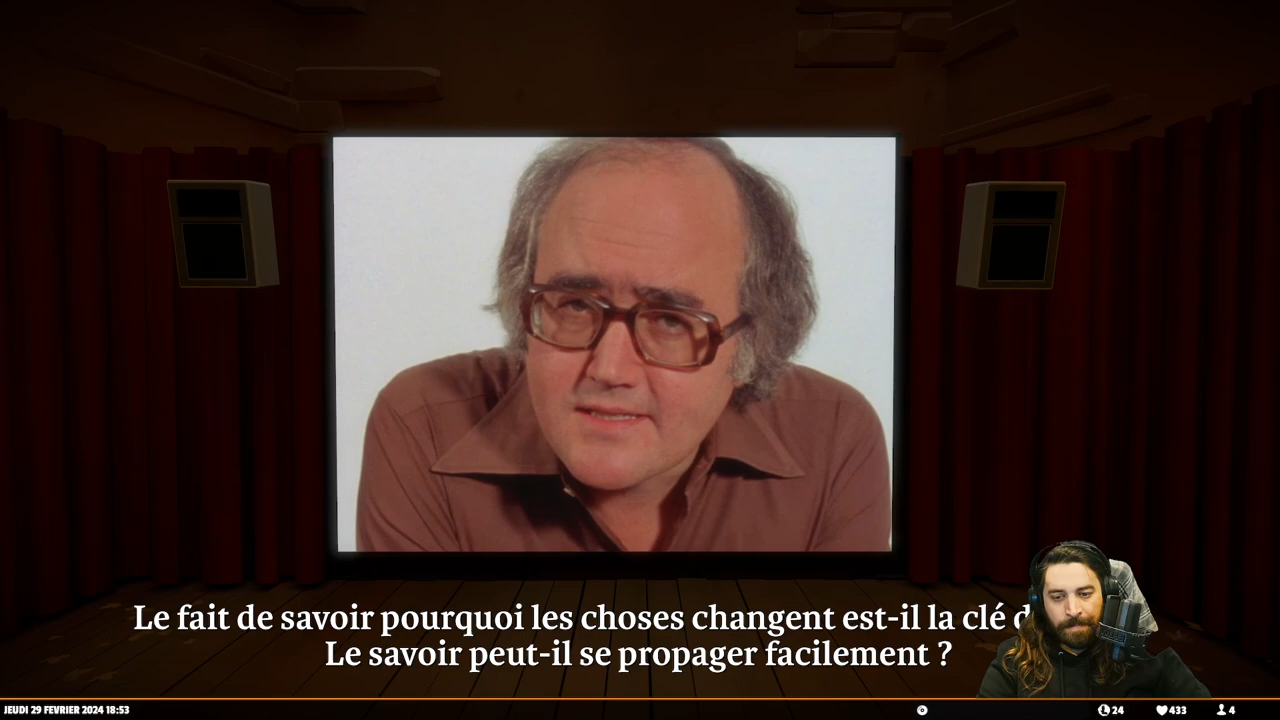 Le fait de savoir pourquoi les choses changent est-il la clé d
Le savoir peut-il se propager facilement ?
JEUDI 29 FEVRIER 2024 18:53
24
433
4